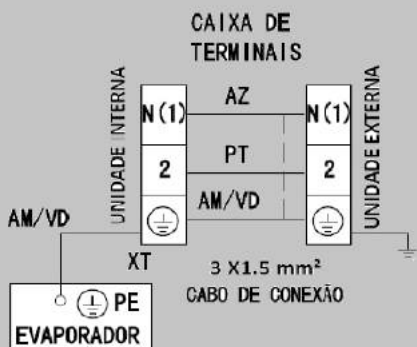 CAIXA DE
TERMINAIS
UNIDADE INTERNA
N(1)
AZ
N(1)
UNIDADE EXTERNA
2
PT
2
AM/VD
AM/VD
XT
3 X1.5 mm²
CABO DE CONEXÃO
PE
EVAPORADOR